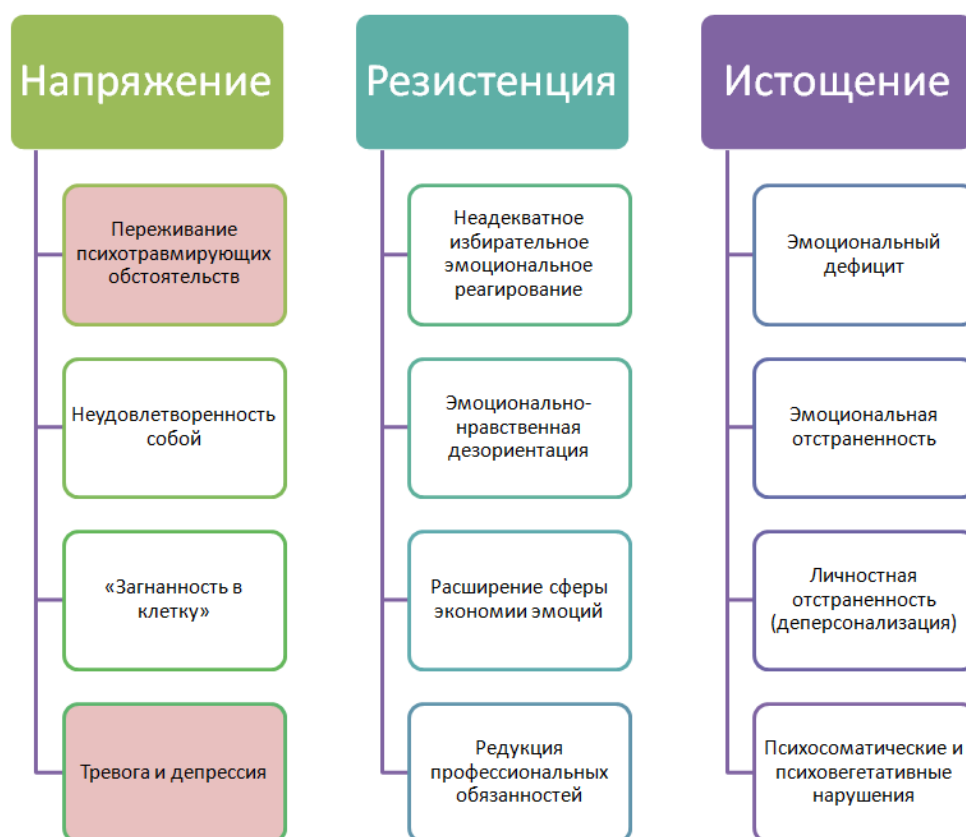 Напряжение
Переживание
психотравмирующих
обстоятельств
Неудовлетворенность
собой
«Загнанность в
клетку»
Тревога и депрессия
Резистенция
Неадекватное
избирательное
эмоциональное
реагирование
Эмоционально-
нравственная
дезориентация
Расширение сферы
экономии эмоций
Редукция
профессиональных
обязанностей
Истощение
Эмоциональный
дефицит
Эмоциональная
отстраненность
Личностная
отстраненность
(деперсонализация)
Психосоматические и
психовегетативные
нарушения